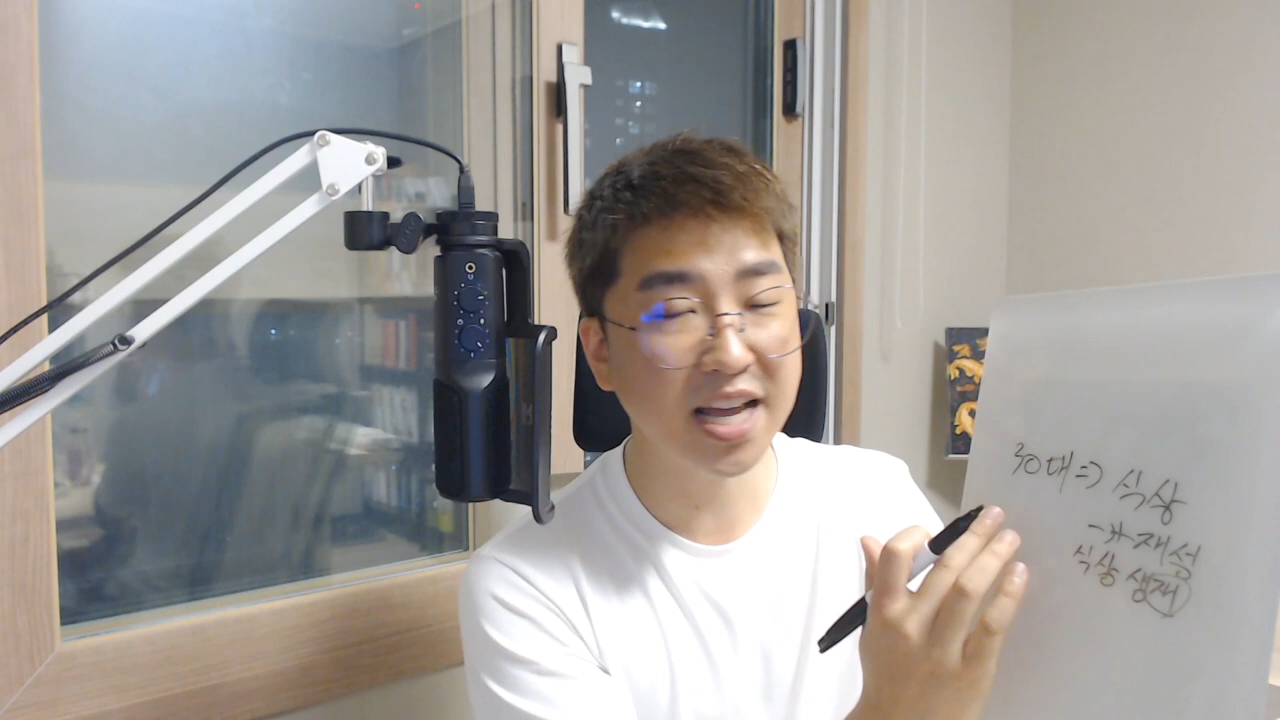 30대 => 식상
-> 재성
식상 생재